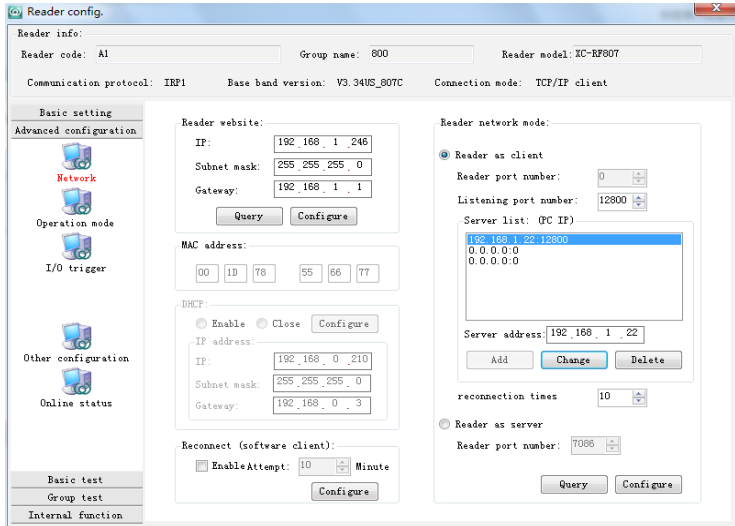 Reader config.
Reader info:
Reader code: A1 Group name: 800 Reader model: XC-RF807
Communication protocol: IRP1 Base band version: V3.34US_807C Connection mode: TCP/IP client
Basic setting
Advanced configuration
Network
Operation mode
I/O trigger
Other configuration
Online status
Basic test
Group test
Internal function
Reader website:
IP: 192 .168 . 1 .246
Subnet mask: 255 .255 .255 . 0
Gateway: 192 .168 . 1 . 1
Query Configure
MAC address:
00 1D 78 55 66 77
DHCP:
Enable Close Configure
IP address:
IP: 192 .168 . 0 .210
Subnet mask: 255 .255 .255 . 0
Gateway: 192 .168 . 0 . 3
Reconnect (software client):
Enable Attempt: 10 Minute
Configure
Reader network mode:
Reader as client
Reader port number: 0
Listening port number: 12800
Server list: (PC IP)
192.168.1.22:12800
0.0.0.0:0
0.0.0.0:0
Server address: 192 .168 . 1 . 22
Add Change Delete
reconnection times 10
Reader as server
Reader port number: 7086
Query Configure